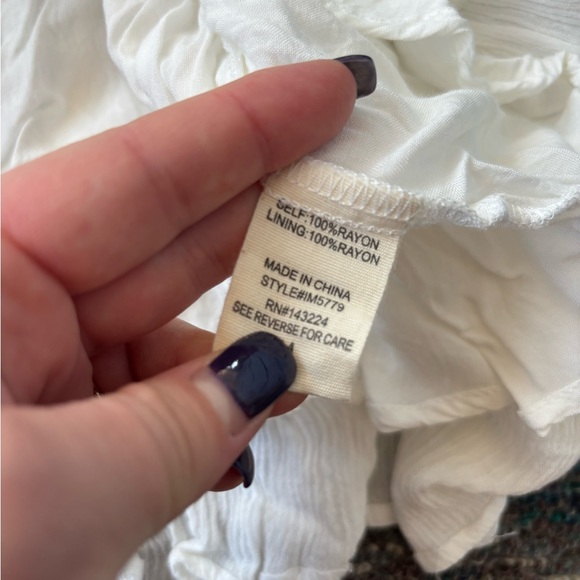 SELF:100%RAYON
LINING:100%RAYON
MADE IN CHINA
STYLE#IM5779
RN#143224
SEE REVERSE FOR CARE